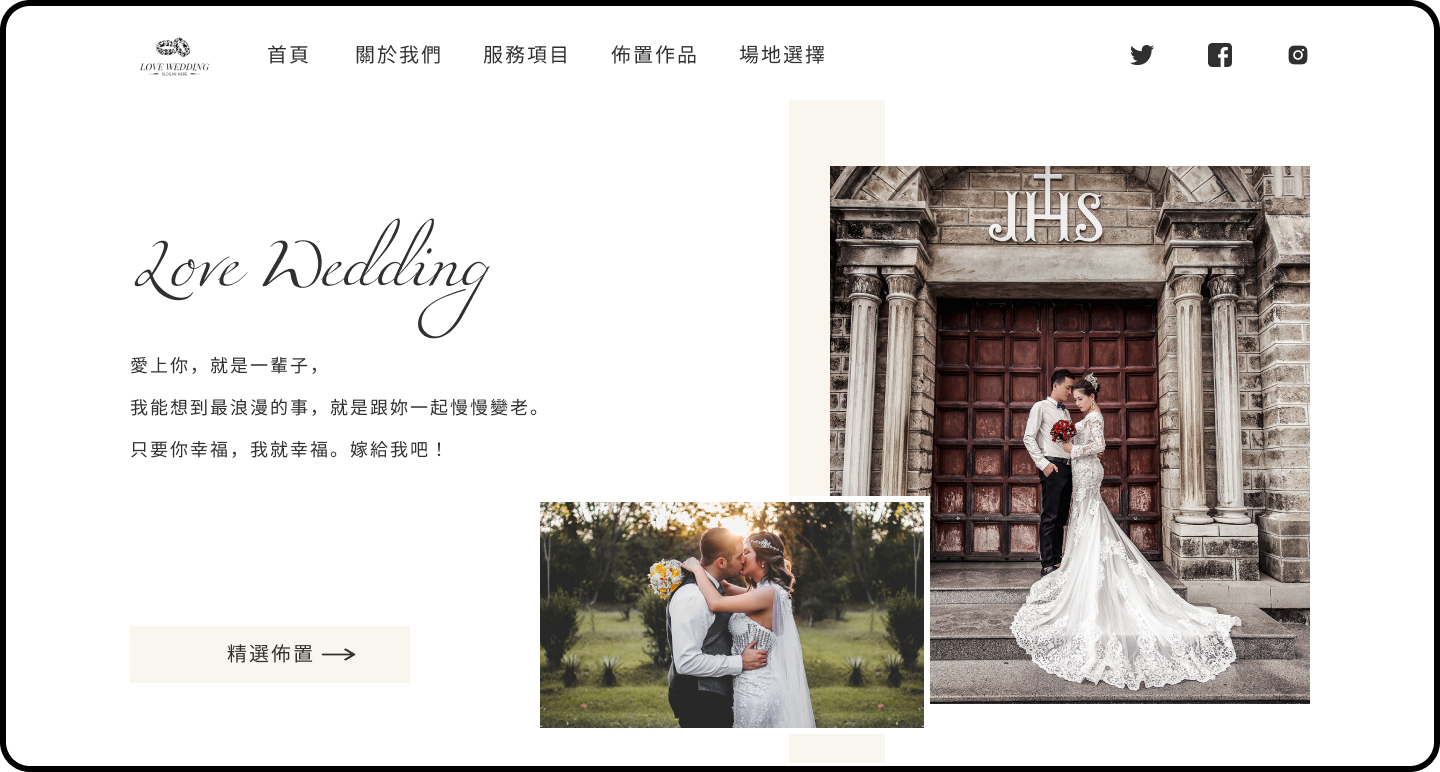 LOVE WEDDING
SLOGAN HERE
首頁
關於我們
服務項目
佈置作品
場地選擇
JHS
Love Wedding
愛上你，就是一輩子，
我能想到最浪漫的事，就是跟妳一起慢慢變老。
只要你幸福，我就幸福。嫁給我吧！
精選佈置